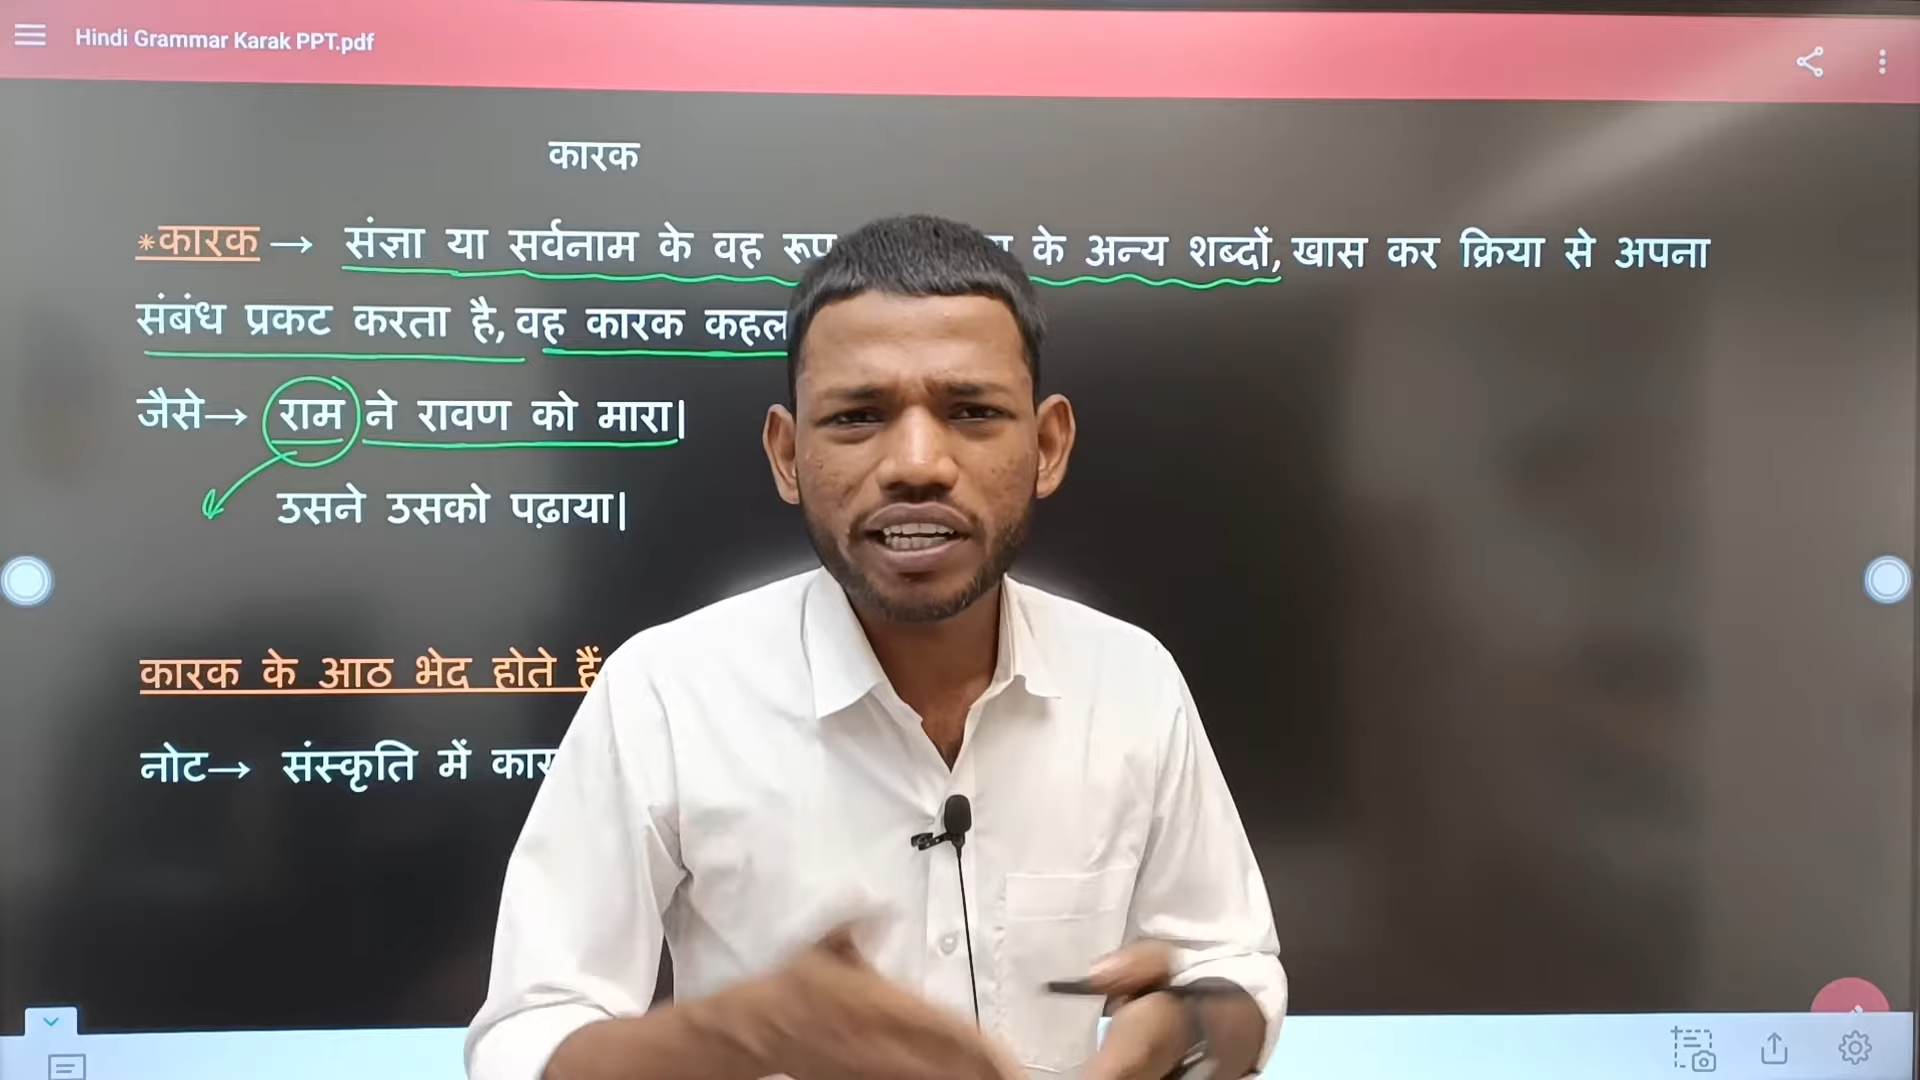 Hindi Grammar Karak PPT.pdf
कारक
*कारक→ संज्ञा या सर्वनाम के वह रूप के अन्य शब्दों, खास कर क्रिया से अपना
संबंध प्रकट करता है, वह कारक
जैसे→ राम ने रावण को मारा|
उसने उसको पढ़ाया|
कारक के आठ भेद होते हैं
नोट→ संस्कृति में